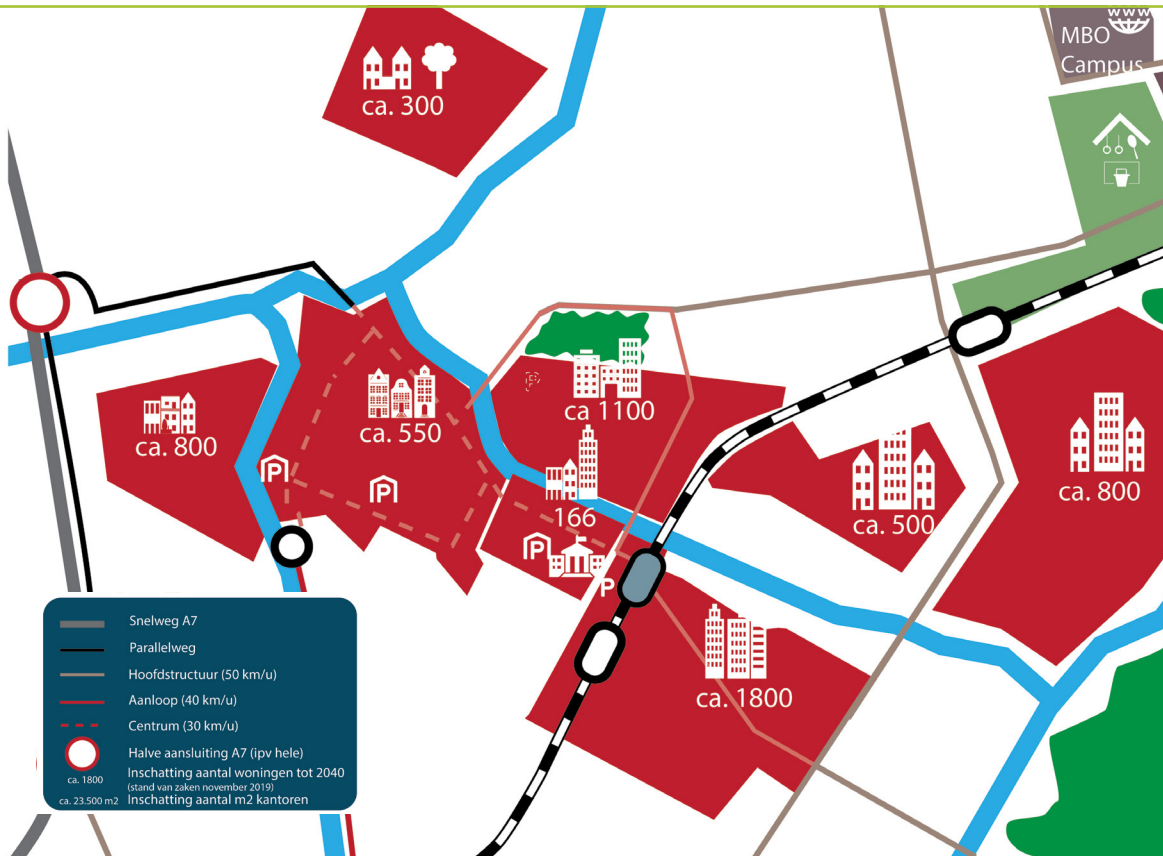 www
MBO
Campus
ca. 300
ca. 800
ca. 550
ca 1100
166
ca. 500
ca. 800
P
P
P
P
ca. 1800
Snelweg A7
Parallelweg
Hoofdstructuur (50 km/u)
Aanloop (40 km/u)
Centrum (30 km/u)
Halve aansluiting A7 (ipv hele)
ca. 1800 Inschatting aantal woningen tot 2040
(stand van zaken november 2019)
ca. 23.500 m2 Inschatting aantal m2 kantoren